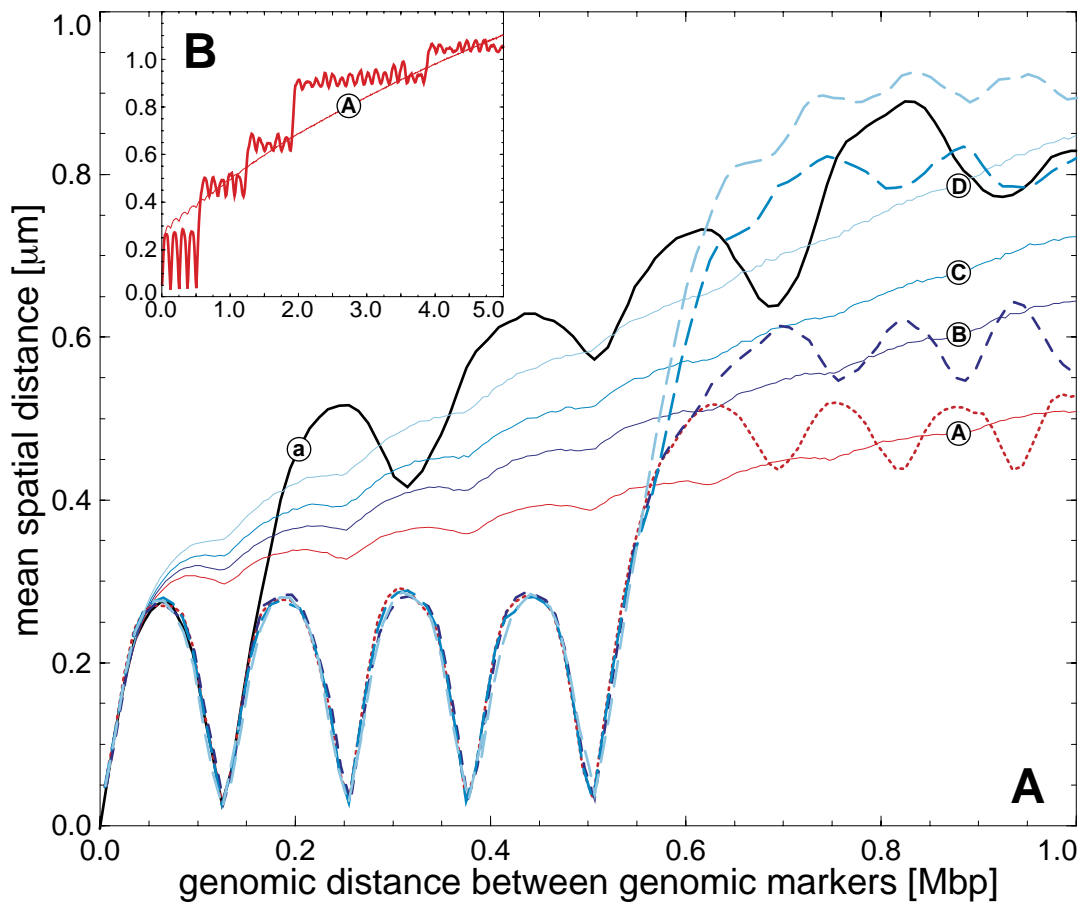 1.0
0.8
0.6
0.4
0.2
0.0
mean spatial distance [μm]
B
1.0
0.8
0.6
0.4
0.2
0.0
A
0.0 1.0 2.0 3.0 4.0 5.0
a
D
C
B
A
A
0.0 0.2 0.4 0.6 0.8 1.0
genomic distance between genomic markers [Mbp]